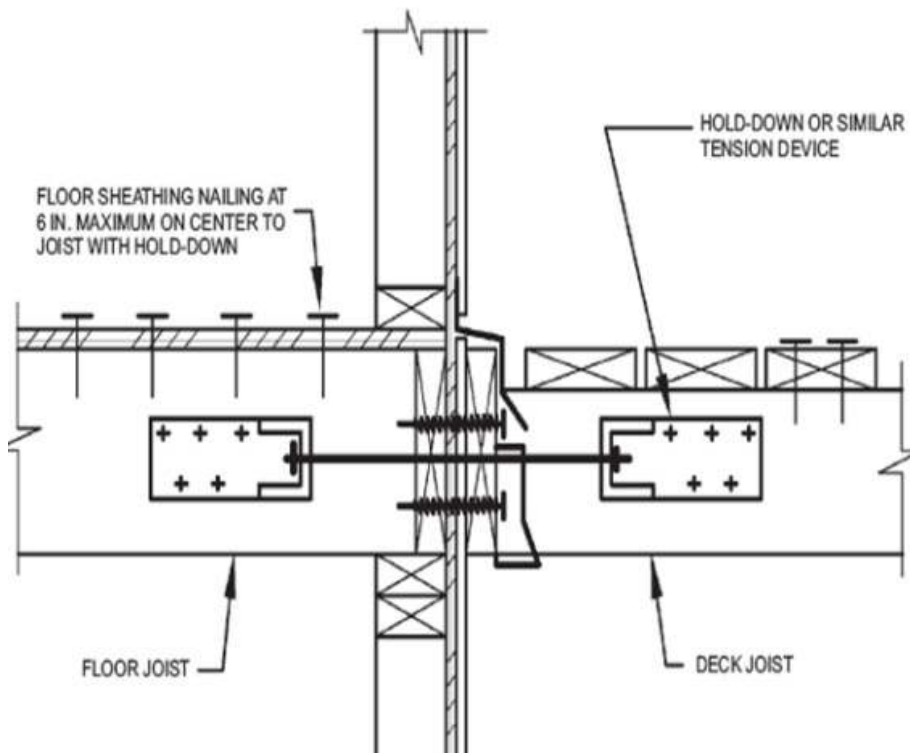 HOLD-DOWN OR SIMILAR
TENSION DEVICE
FLOOR SHEATHING NAILING AT
6 IN. MAXIMUM ON CENTER TO
JOIST WITH HOLD-DOWN
FLOOR JOIST
DECK JOIST